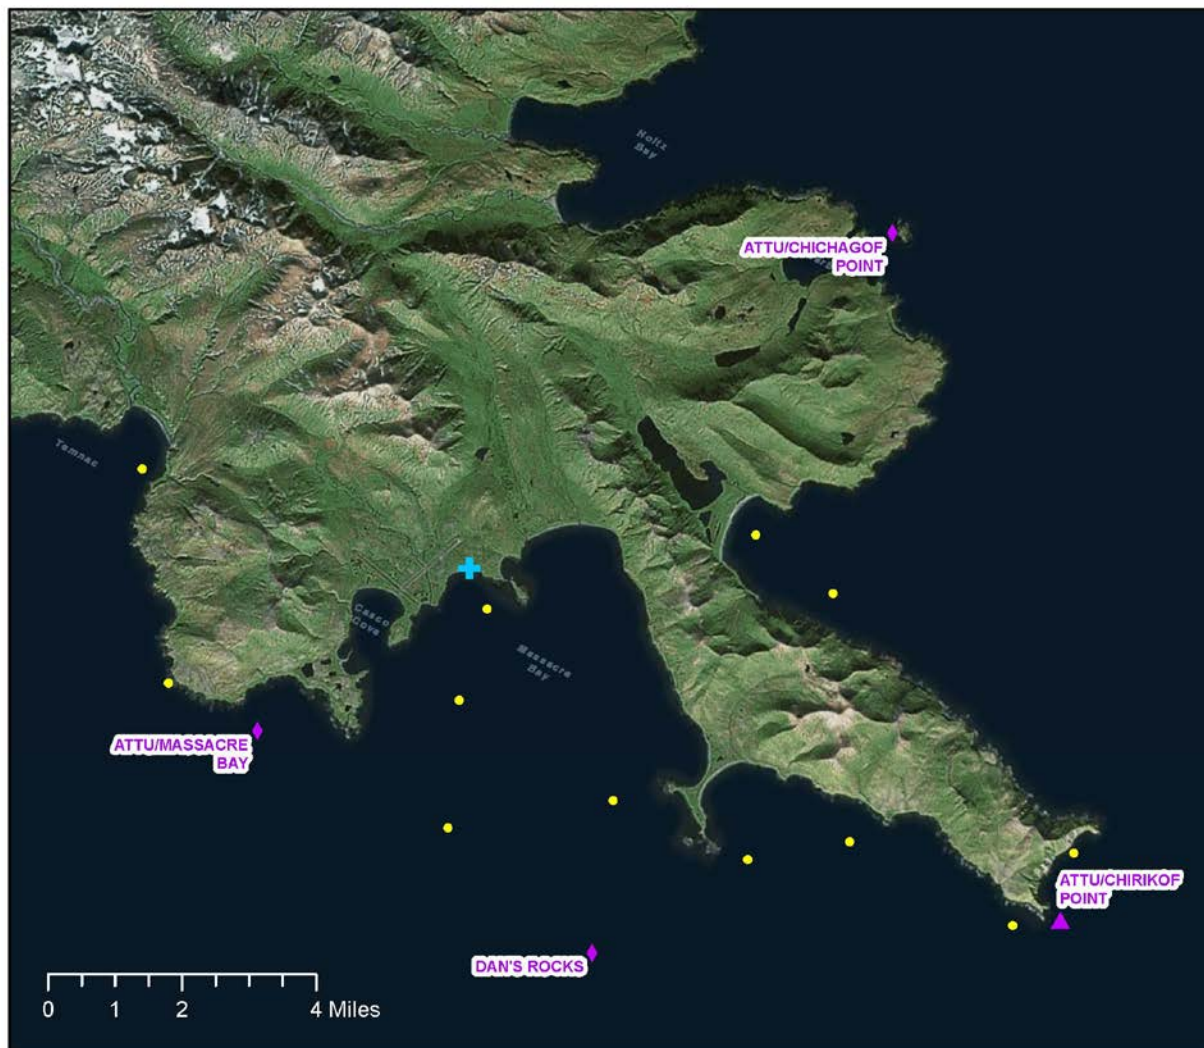 Holtz
Bay
ATTU/CHICHAGOF
POINT
Temnac
Casco
Cove
Massacre
Bay
ATTU/MASSACRE
BAY
ATTU/CHIRIKOF
POINT
DAN'S ROCKS
0 1 2 4 Miles